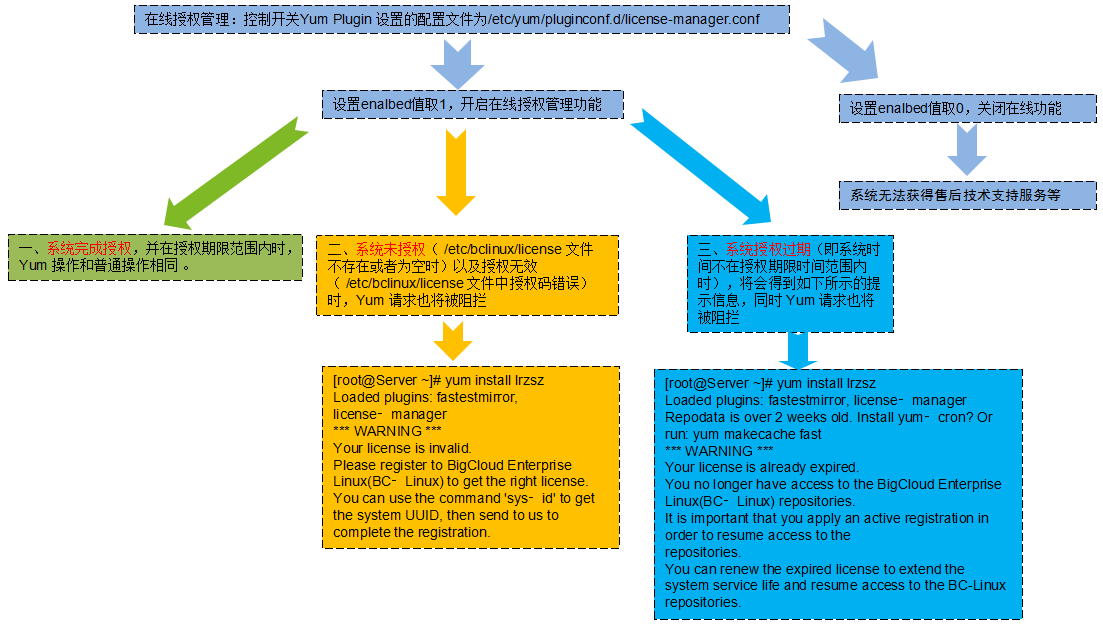 在线授权管理：控制开关Yum Plugin 设置的配置文件为/etc/yum/pluginconf.d/license-manager.conf
设置enalbed值取1，开启在线授权管理功能
设置enalbed值取0，关闭在线功能
系统无法获得售后技术支持服务等
一、系统完成授权，并在授权期限范围内时，
Yum 操作和普通操作相同 。
二、系统未授权（ /etc/bclinux/license 文件
不存在或者为空时）以及授权无效
（ /etc/bclinux/license 文件中授权码错误）
时，Yum 请求也将被阻拦
三、系统授权过期（即系统时
间不在授权期限时间范围内
时），将会得到如下所示的提
示信息，同时 Yum 请求也将
被阻拦
[root@Server ~]# yum install lrzsz
Loaded plugins: fastestmirror,
license-manager
*** WARNING ***
Your license is invalid.
Please register to BigCloud Enterprise
Linux(BC-Linux) to get the right license.
You can use the command 'sys-id' to get
the system UUID, then send to us to
complete the registration.
[root@Server ~]# yum install lrzsz
Loaded plugins: fastestmirror, license-manager
Repodata is over 2 weeks old. Install yum-cron? Or
run: yum makecache fast
*** WARNING ***
Your license is already expired.
You no longer have access to the BigCloud Enterprise
Linux(BC-Linux) repositories.
It is important that you apply an active registration in
order to resume access to the
repositories.
You can renew the expired license to extend the
system service life and resume access to the BC-Linux
repositories.